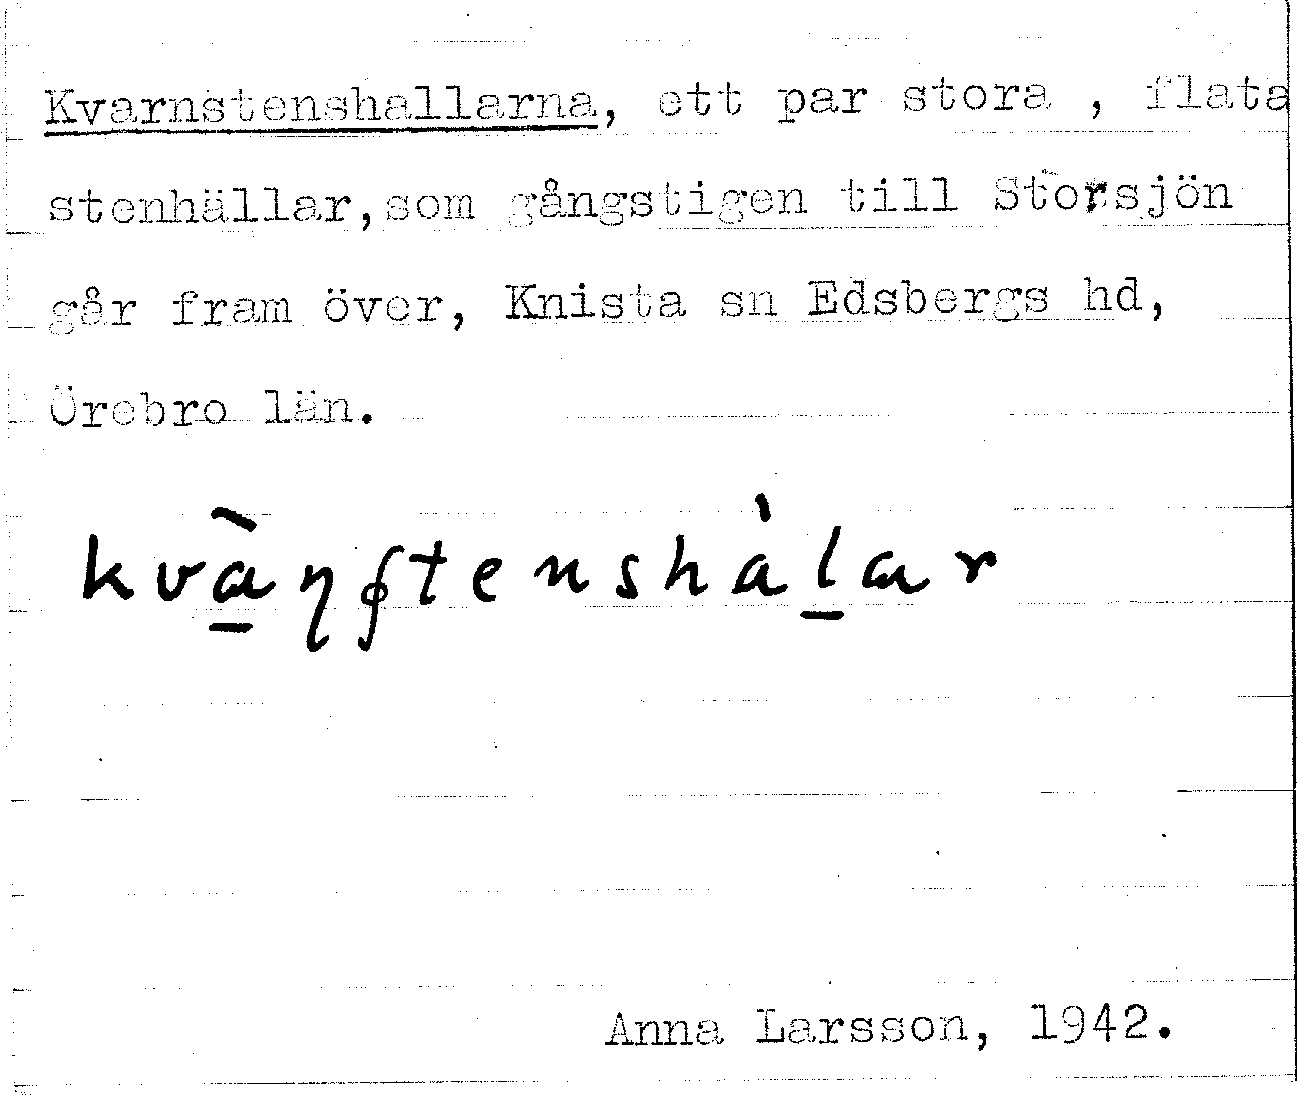 Kvarnstenshallarna, ett par stora , flata
stenhällar,som gångstigen till Storsjön
går fram över, Knista sn Edsbergs hd,
Örebro län.
Anna Larsson, 1942.